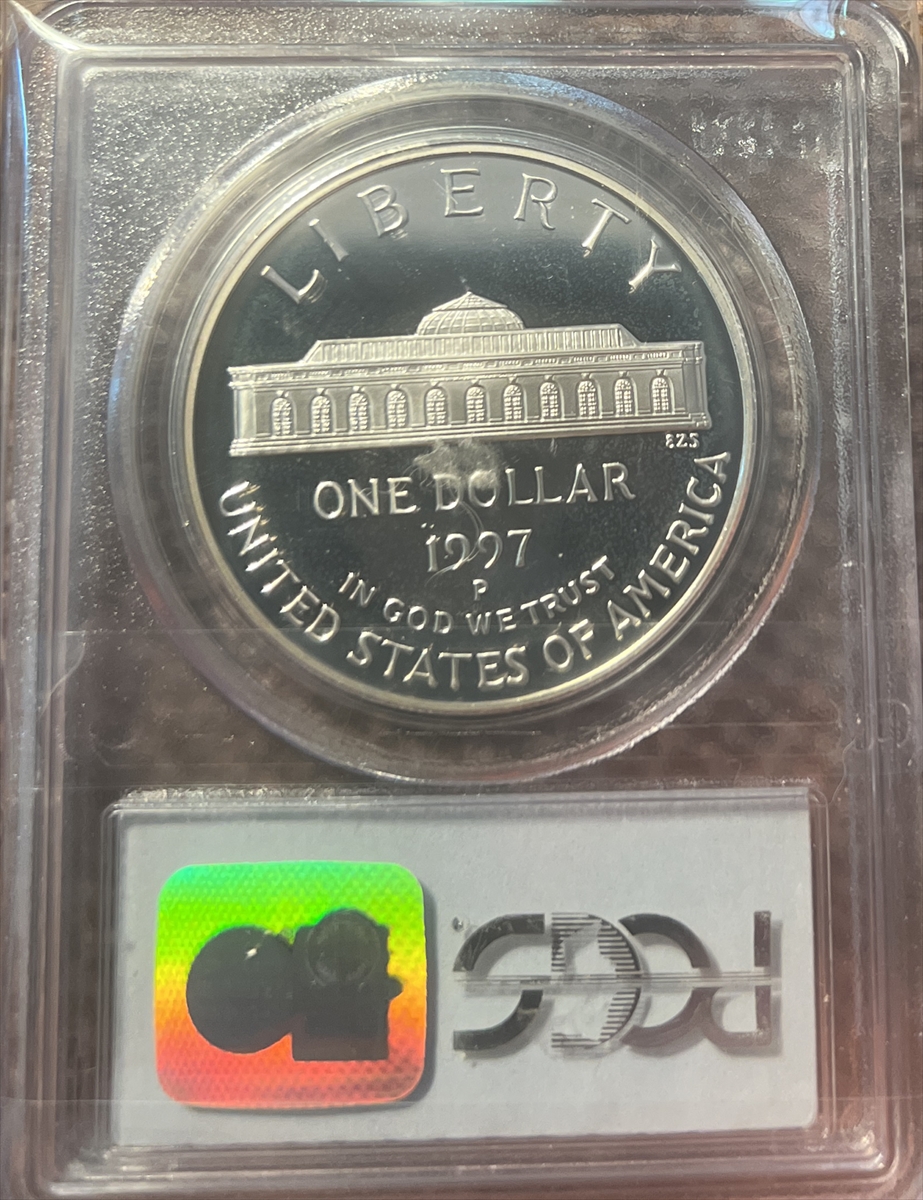 LIBERTY
EZS
ONE DOLLAR
1997
P
IN GOD WE TRUST
UNITED STATES OF AMERICA
PCGS